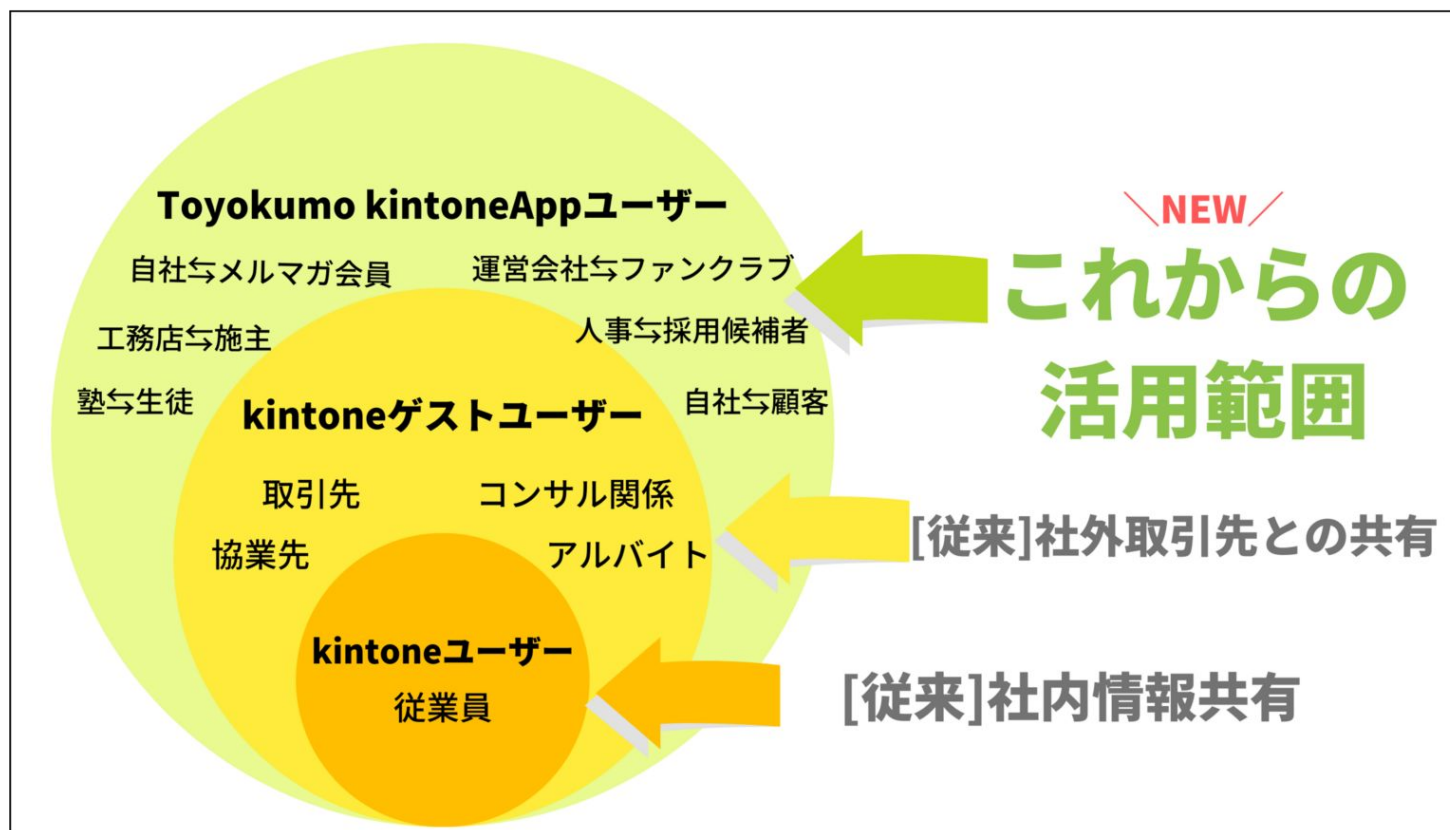 Toyokumo kintoneAppユーザー
自社⇆メルマガ会員
運営会社⇆ファンクラブ
工務店⇆施主
人事⇆採用候補者
塾⇆生徒
自社⇆顧客
kintoneゲストユーザー
取引先
コンサル関係
協業先
アルバイト
kintoneユーザー
従業員
＼NEW／
これからの
活用範囲
[従来]社外取引先との共有
[従来]社内情報共有